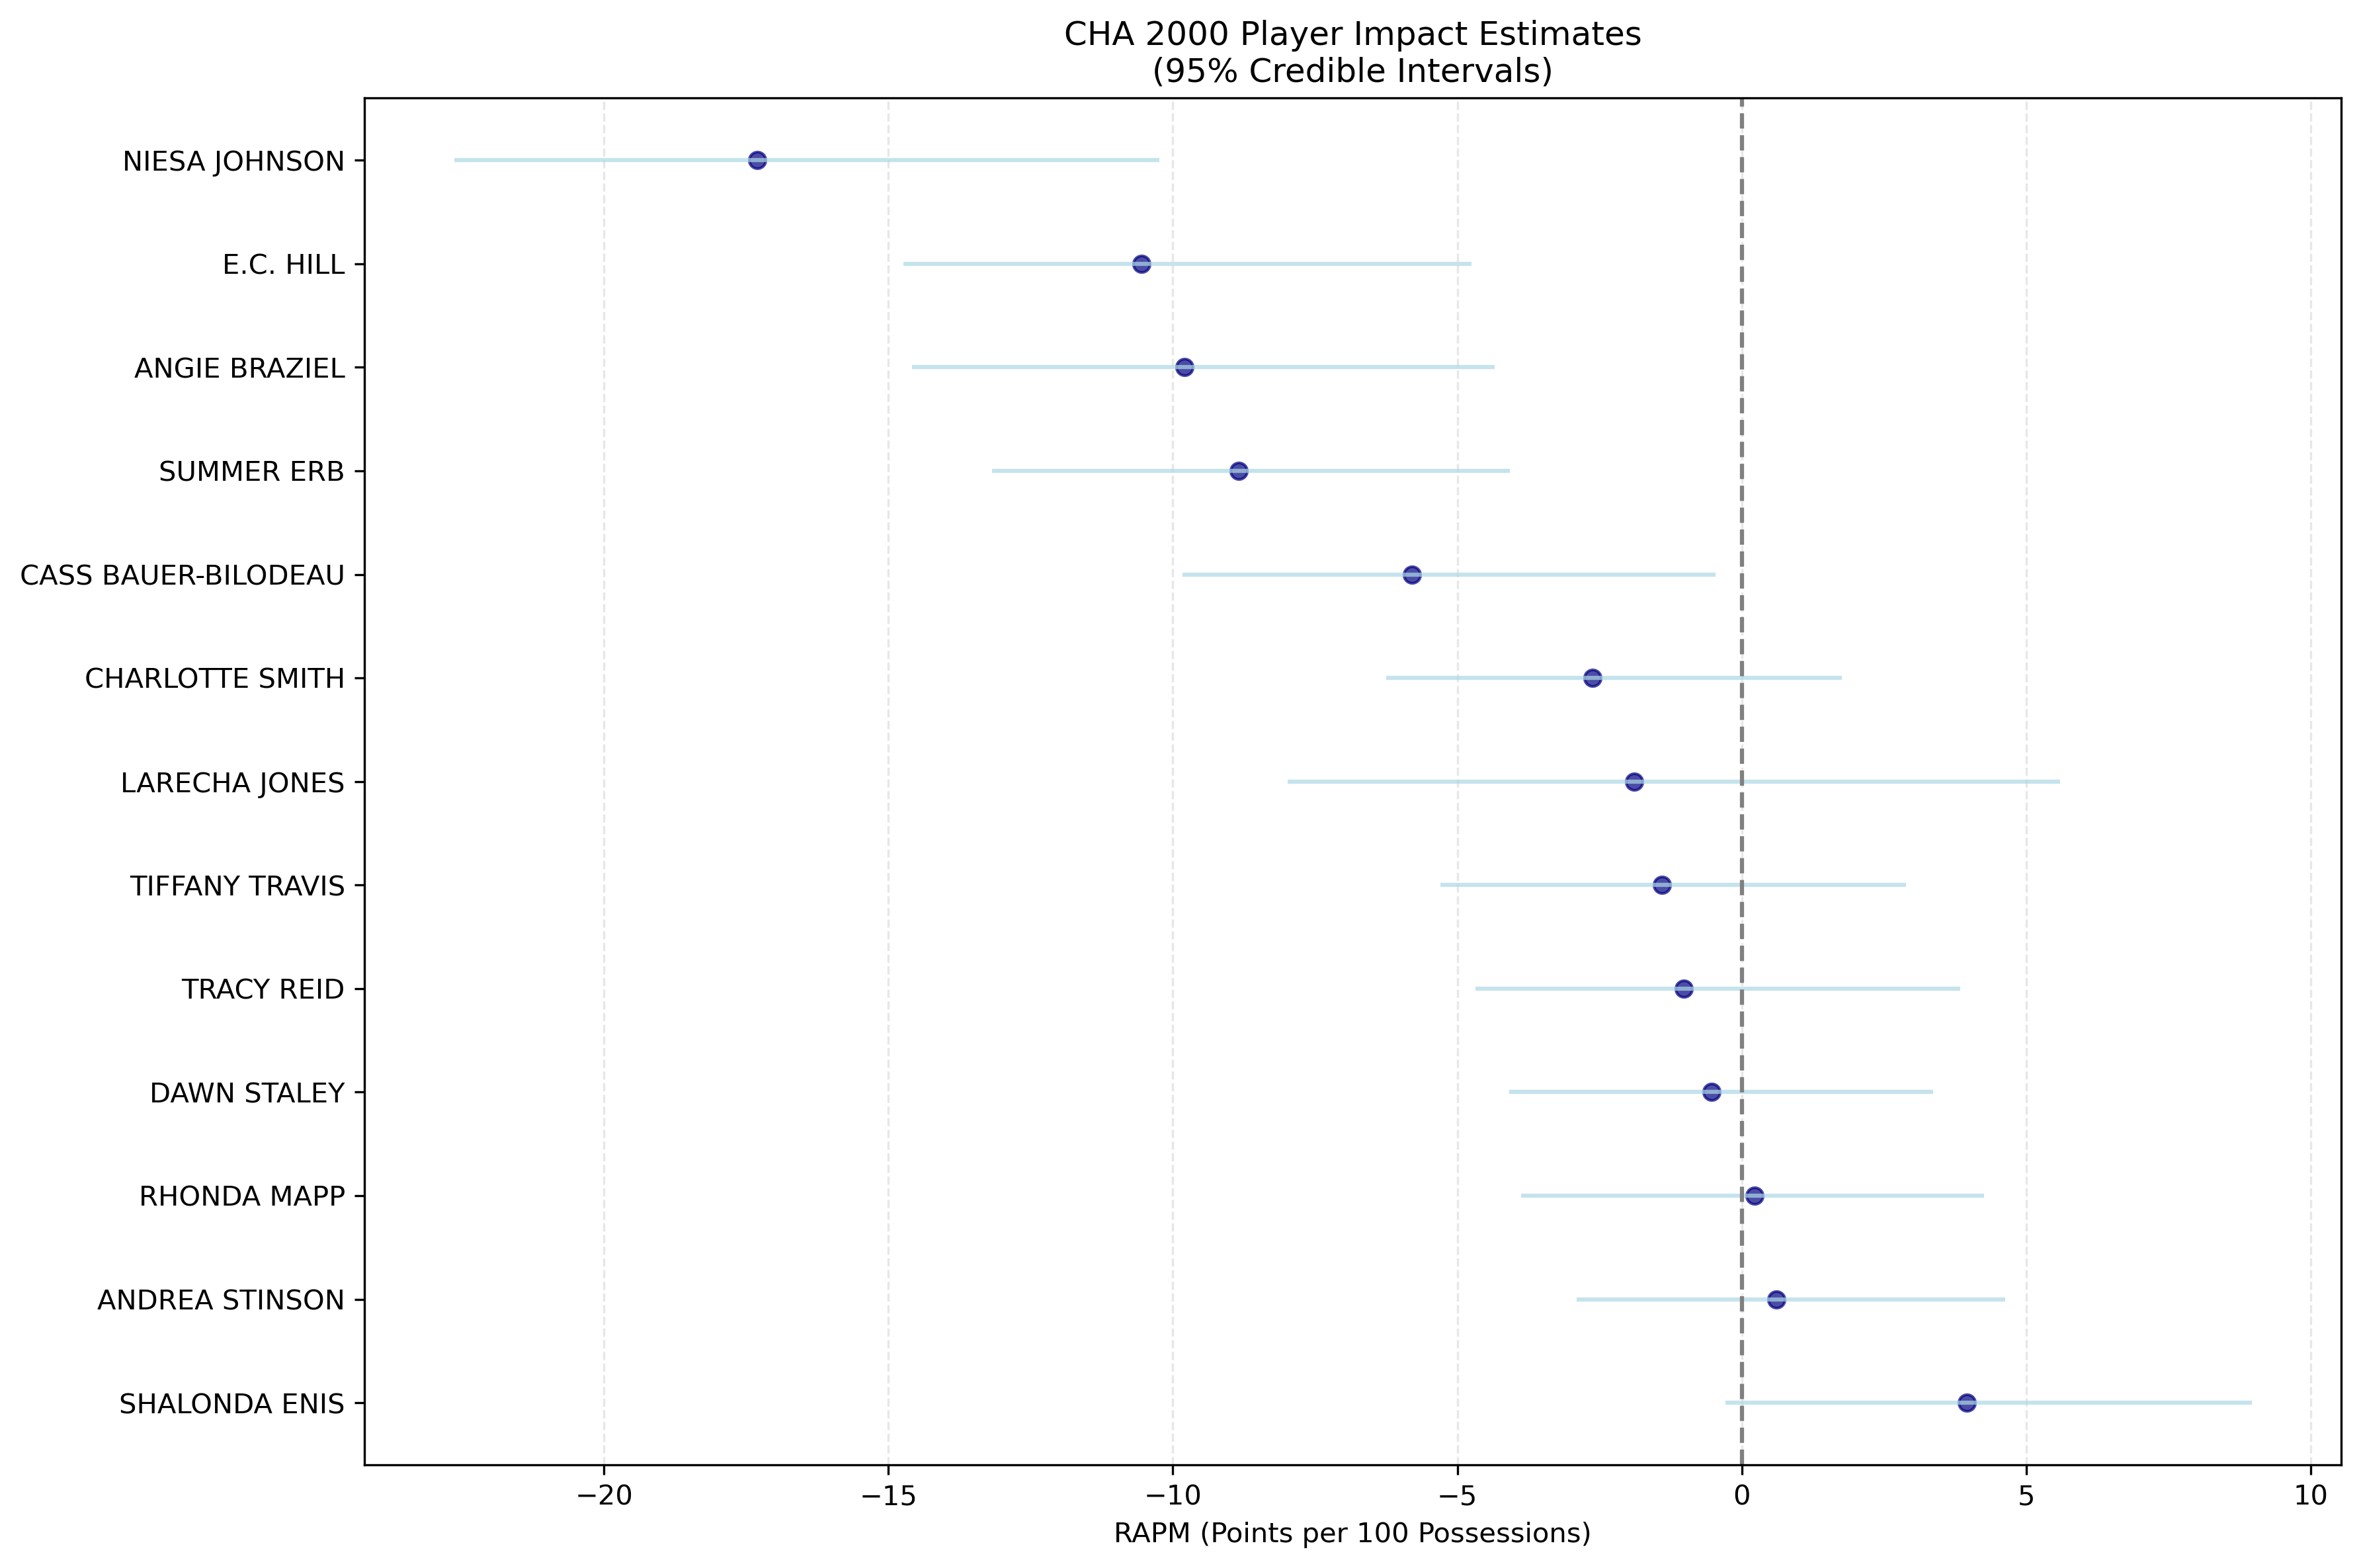 CHA 2000 Player Impact Estimates
(95% Credible Intervals)
NIESA JOHNSON
E.C. HILL
ANGIE BRAZIEL
SUMMER ERB
CASS BAUER-BILODEAU
CHARLOTTE SMITH
LARECHA JONES
TIFFANY TRAVIS
TRACY REID
DAWN STALEY
RHONDA MAPP
ANDREA STINSON
SHALONDA ENIS
−20 −15 −10 −5 0 5 10
RAPM (Points per 100 Possessions)